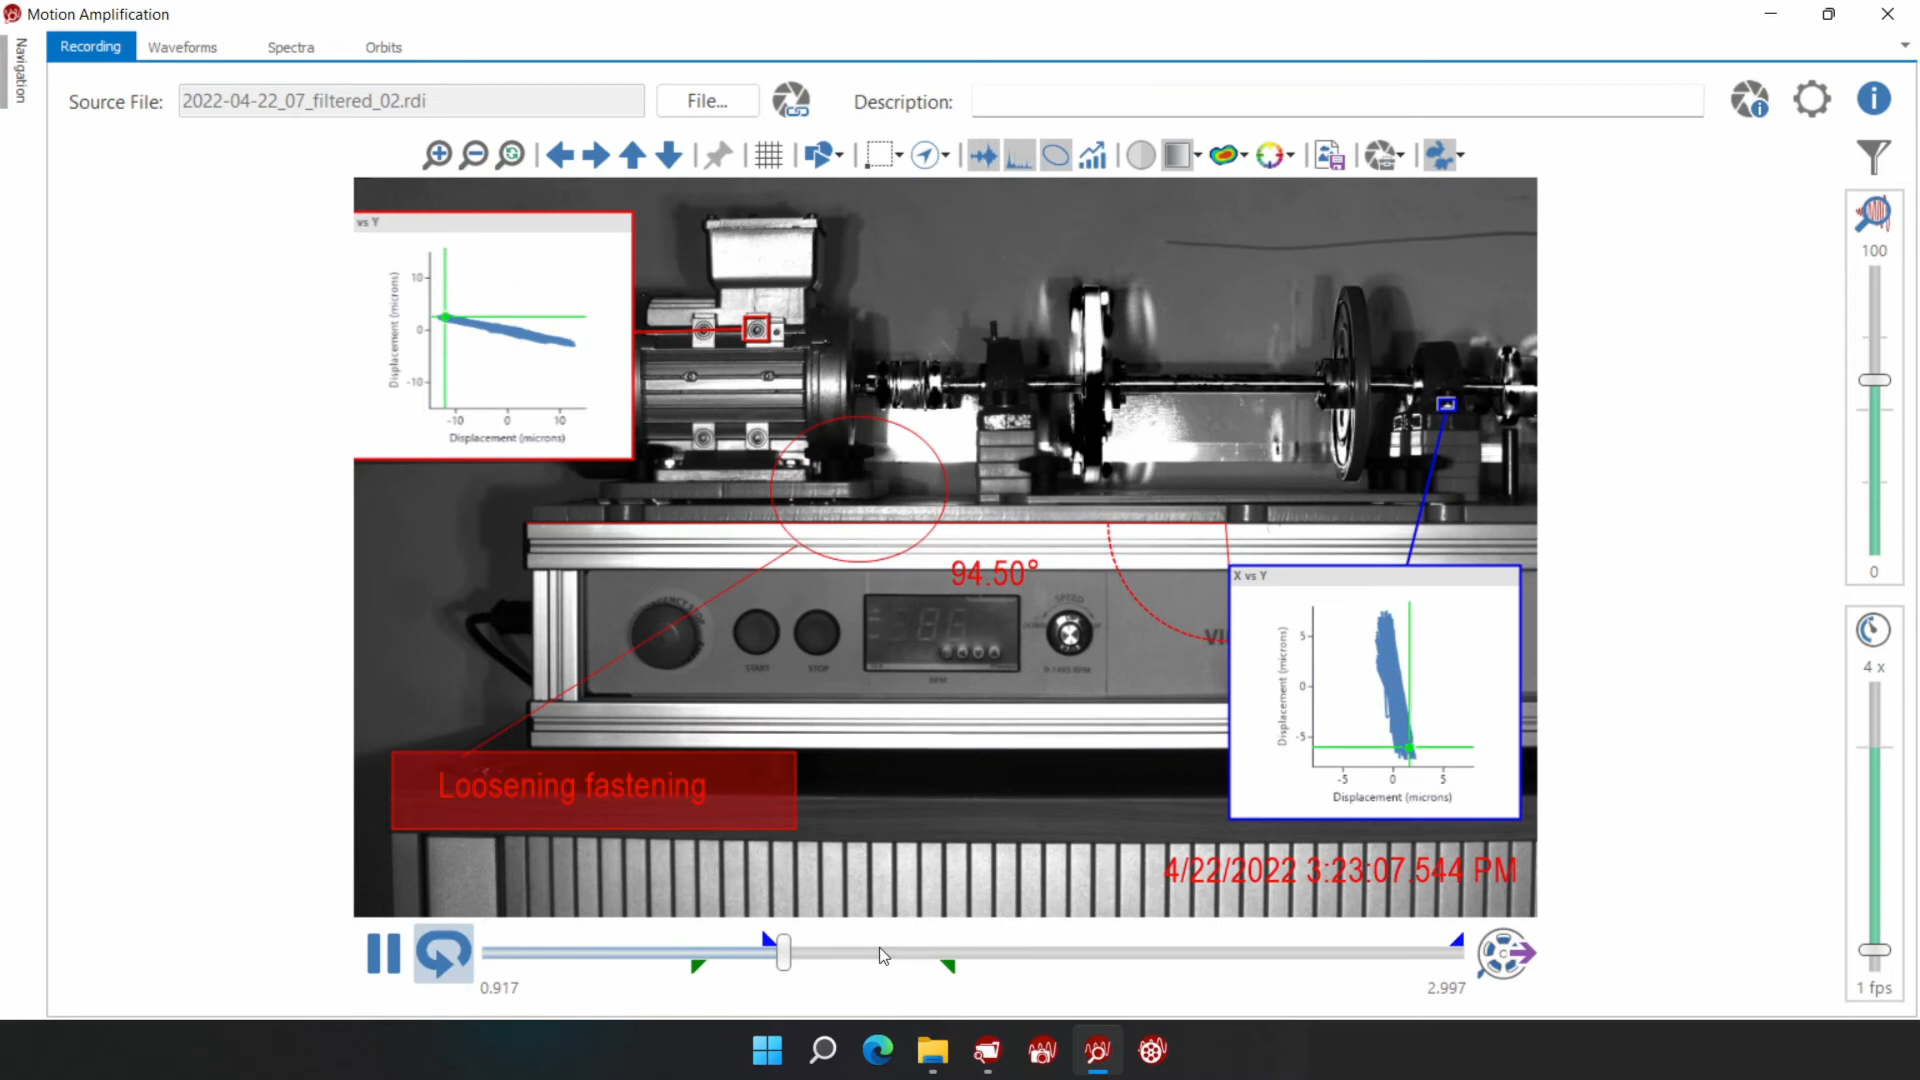 Motion Amplification
Navigation
Recording
Waveforms
Spectra
Orbits
Source File:
2022-04-22_07_filtered_02.rdi
File...
Description:
vs Y
Displacement (microns)
10
0
-10
-10 0 10
Displacement (microns)
100
0
94.50°
START
STOP
RPM
SPEED
X vs Y
Displacement (microns)
5
0
-5
-5 0 5
Displacement (microns)
Loosening fastening
4/22/2022 3:23:07.544 PM
4 x
1 fps
0.917
2.997